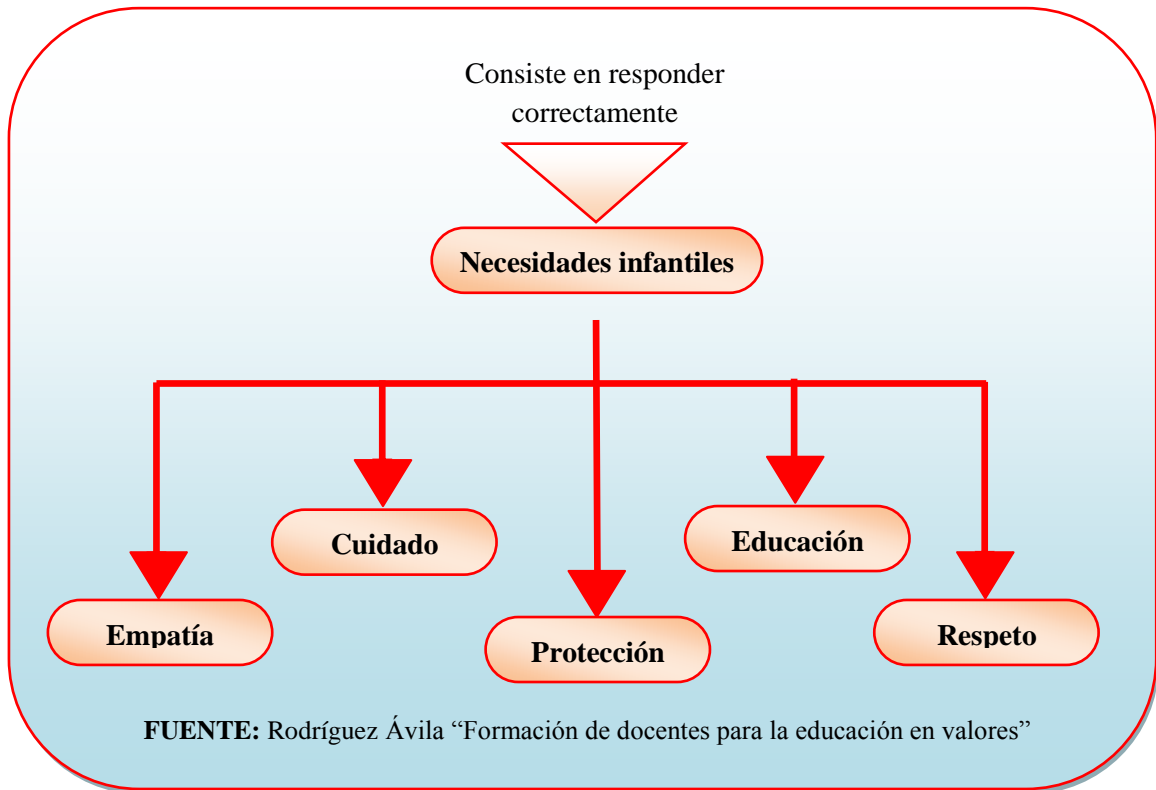 Consiste en responder
correctamente
Necesidades infantiles
Cuidado
Educación
Empatía
Protección
Respeto
FUENTE: Rodríguez Ávila “Formación de docentes para la educación en valores”